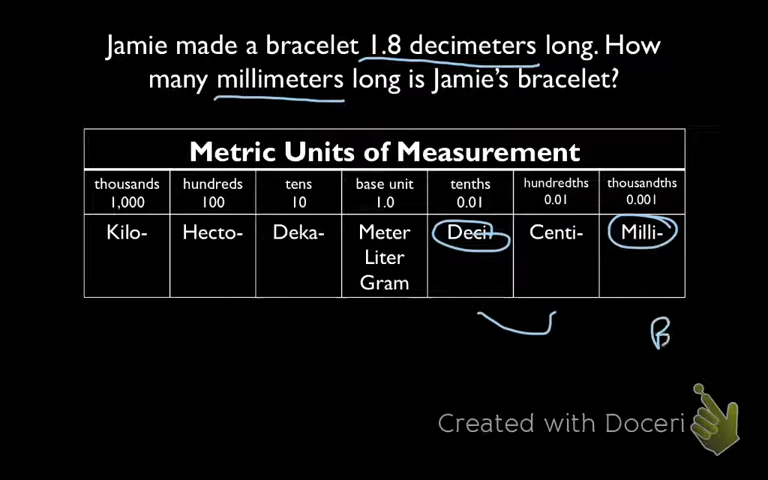 Jamie made a bracelet 1.8 decimeters long. How
many millimeters long is Jamie's bracelet?
Metric Units of Measurement
thousands hundreds tens base unit tenths hundredths thousandths
1,000 100 10 1.0 0.01 0.01 0.001
Kilo- Hecto- Deka- Meter Deci- Centi- Milli-
Liter
Gram
B
Created with Doceri